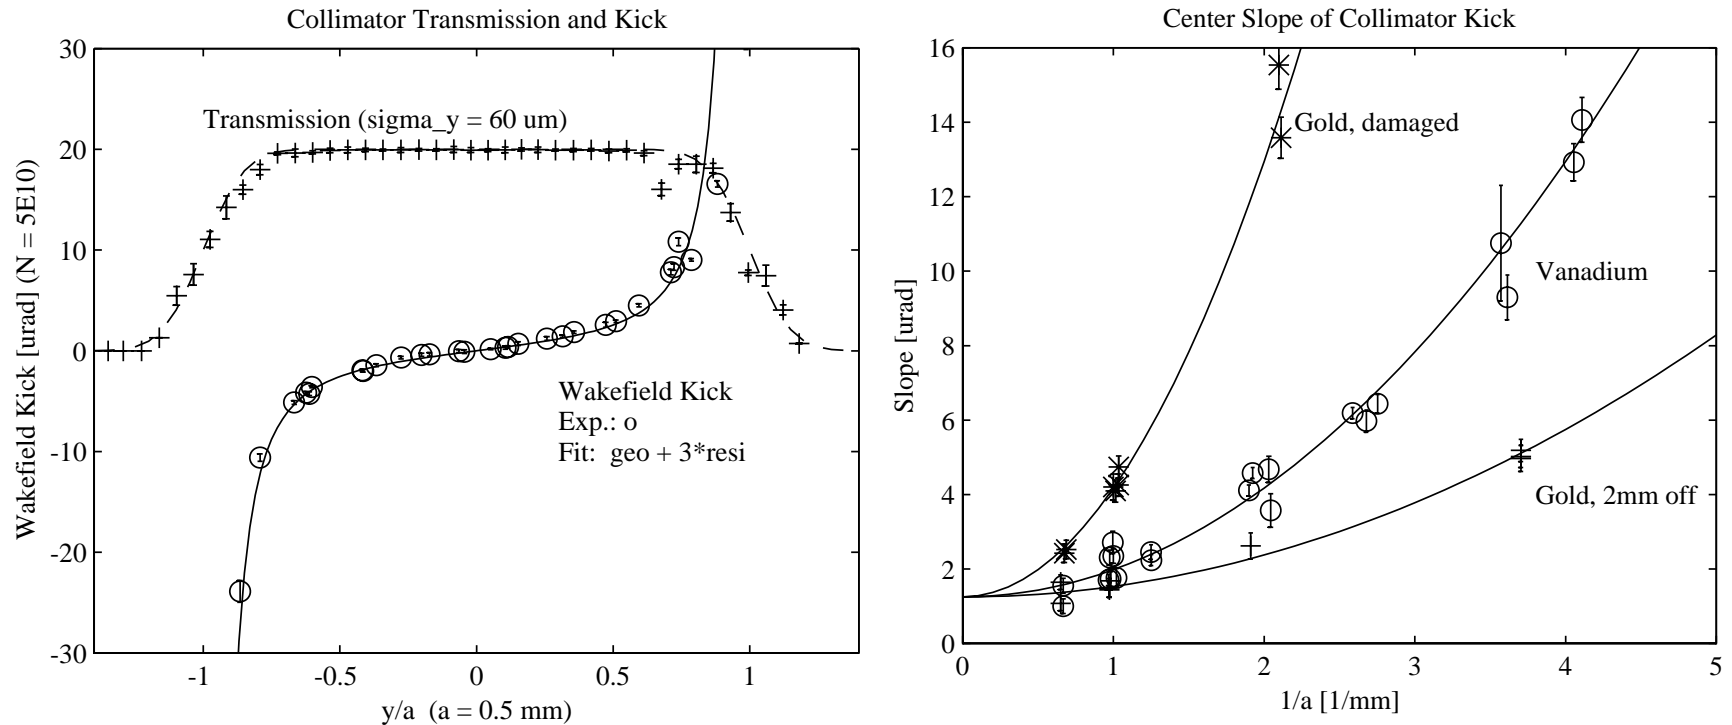 Collimator Transmission and Kick
30
20
10
0
-10
-20
-30
Wakefield Kick [urad] (N = 5E10)
Transmission (sigma_y = 60 um)
Wakefield Kick
Exp.: o
Fit: geo + 3*resi
-1
-0.5
0
0.5
1
y/a (a = 0.5 mm)
Center Slope of Collimator Kick
16
14
12
10
8
6
4
2
0
Slope [urad]
Gold, damaged
Vanadium
Gold, 2mm off
0
1
2
3
4
5
1/a [1/mm]